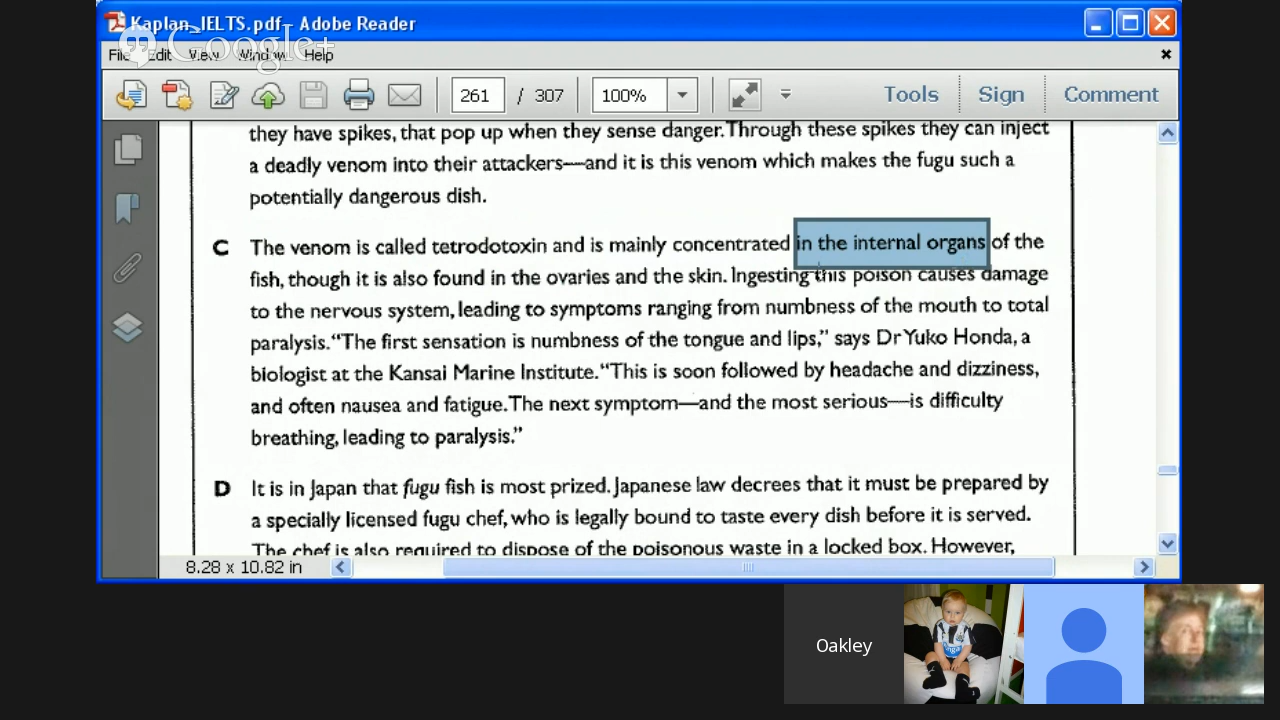 Kaplan_IELTS.pdf - Adobe Reader
Google+
File Edit View Window Help
261 / 307 100% Tools Sign Comment
they have spikes, that pop up when they sense danger. Through these spikes they can inject
a deadly venom into their attackers—and it is this venom which makes the fugu such a
potentially dangerous dish.
C The venom is called tetrodotoxin and is mainly concentrated in the internal organs of the
fish, though it is also found in the ovaries and the skin. Ingesting this poison causes damage
to the nervous system, leading to symptoms ranging from numbness of the mouth to total
paralysis. "The first sensation is numbness of the tongue and lips," says Dr Yuko Honda, a
biologist at the Kansai Marine Institute. "This is soon followed by headache and dizziness,
and often nausea and fatigue. The next symptom—and the most serious—is difficulty
breathing, leading to paralysis."
D It is in Japan that fugu fish is most prized. Japanese law decrees that it must be prepared by
a specially licensed fugu chef, who is legally bound to taste every dish before it is served.
The chef is also required to dispose of the poisonous waste in a locked box. However,
8.28 x 10.82 in
Oakley